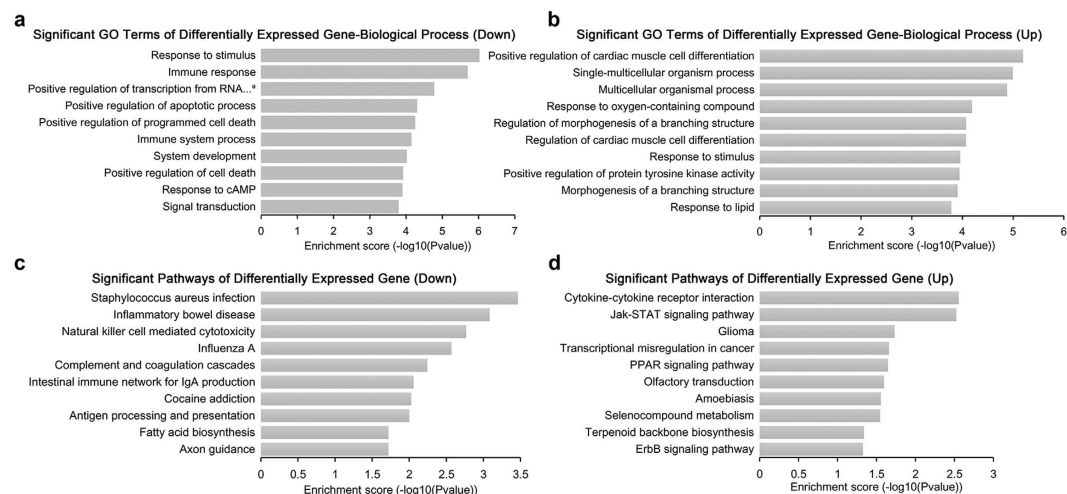 a
Significant GO Terms of Differentially Expressed Gene-Biological Process (Down)
Response to stimulus
Immune response
Positive regulation of transcription from RNA...ª
Positive regulation of apoptotic process
Positive regulation of programmed cell death
Immune system process
System development
Positive regulation of cell death
Response to cAMP
Signal transduction
0 1 2 3 4 5 6 7
Enrichment score (-log10(Pvalue))
b
Significant GO Terms of Differentially Expressed Gene-Biological Process (Up)
Positive regulation of cardiac muscle cell differentiation
Single-multicellular organism process
Multicellular organismal process
Response to oxygen-containing compound
Regulation of morphogenesis of a branching structure
Regulation of cardiac muscle cell differentiation
Response to stimulus
Positive regulation of protein tyrosine kinase activity
Morphogenesis of a branching structure
Response to lipid
0 1 2 3 4 5 6
Enrichment score (-log10(Pvalue))
c
Significant Pathways of Differentially Expressed Gene (Down)
Staphylococcus aureus infection
Inflammatory bowel disease
Natural killer cell mediated cytotoxicity
Influenza A
Complement and coagulation cascades
Intestinal immune network for IgA production
Cocaine addiction
Antigen processing and presentation
Fatty acid biosynthesis
Axon guidance
0 0.5 1 1.5 2 2.5 3 3.5
Enrichment score (-log10(Pvalue))
d
Significant Pathways of Differentially Expressed Gene (Up)
Cytokine-cytokine receptor interaction
Jak-STAT signaling pathway
Glioma
Transcriptional misregulation in cancer
PPAR signaling pathway
Olfactory transduction
Amoebiasis
Selenocompound metabolism
Terpenoid backbone biosynthesis
ErbB signaling pathway
0 0.5 1 1.5 2 2.5 3
Enrichment score (-log10(Pvalue))